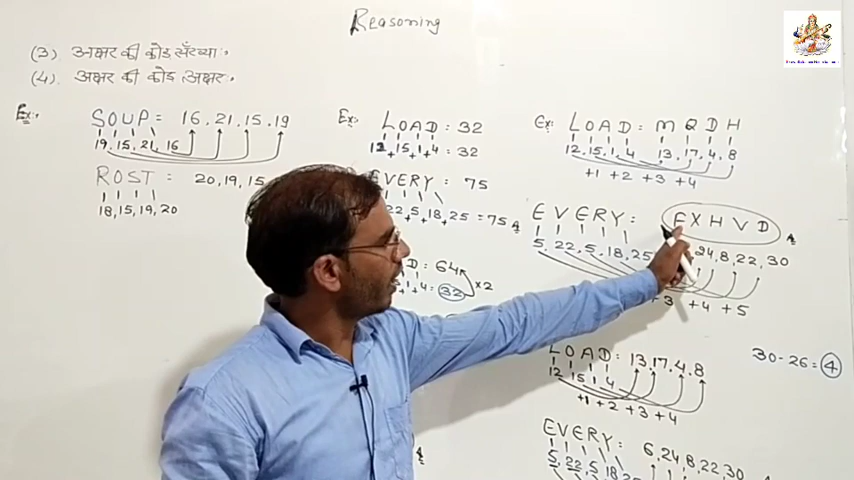 Reasoning
(3). अक्षर की कोड सँख्याः
(4). अक्षर की कोड अक्षर.
Ex:
SOUP = 16.21.15.19
19.15.21.16
ROST : 20,19,15
18,15,19,20
Ex:
LOAD : 32
12+15+1+4 = 32
EVERY = 75
22+5+18+25 = 75 A
D : 64
×2
1+4 = 32
Ex:
LOAD : MQDH
12.15.1.4 13.17.4.8
+1 +2 +3 +4
EVERY : FXHVD A
5, 22,5,18,25 24,8,22,30
+3 +4 +5
LOAD : 13.17.4.8
12 15 1 4
+1 +2 +3 +4
30-26 = 4
EVERY : 6,24,8,22,30
5, 22,5 18